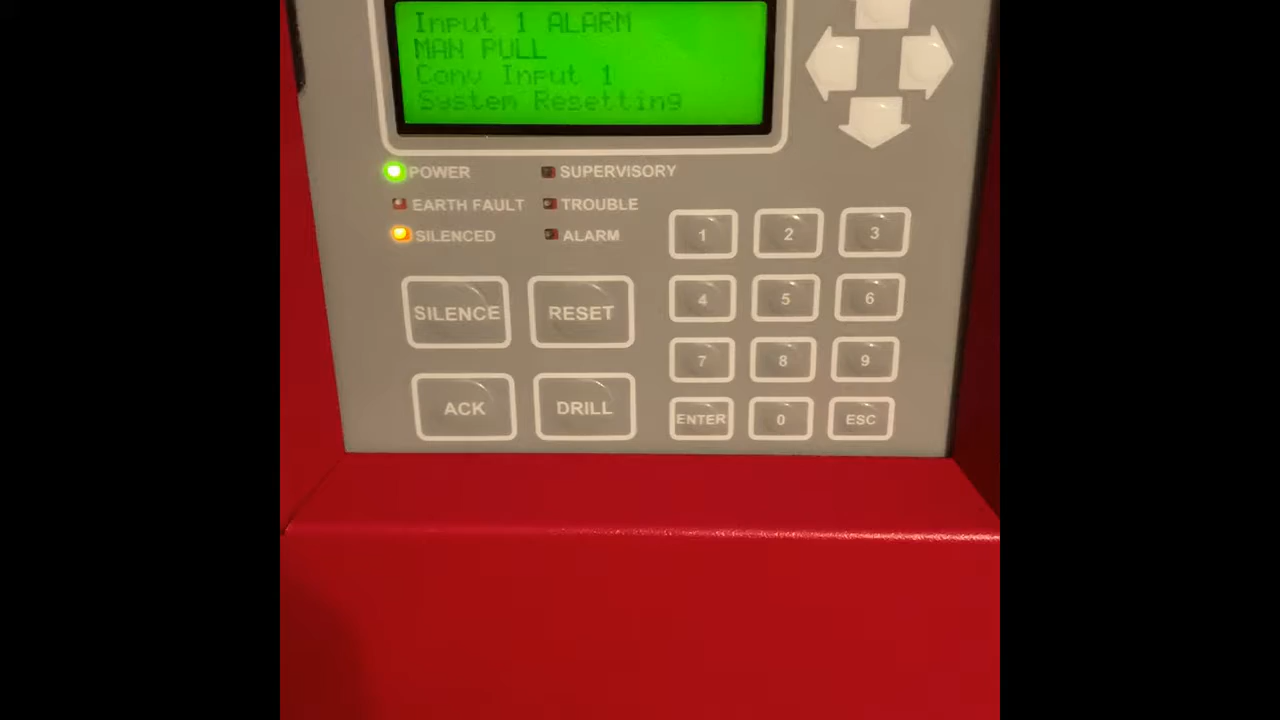 Input 1 ALARM
MAN PULL
Conv Input 1
System Resetting
POWER SUPERVISORY
EARTH FAULT TROUBLE
SILENCED ALARM
1 2 3
SILENCE RESET
4 5 6
7 8 9
ACK DRILL
ENTER 0 ESC